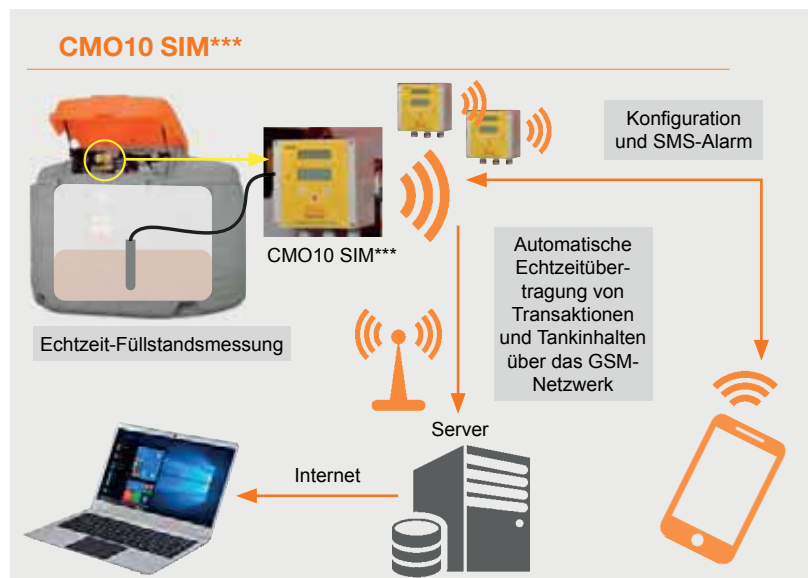 CMO10 SIM***
Konfiguration
und SMS-Alarm
CMO10 SIM***
Automatische
Echtzeitüber-
tragung von
Transaktionen
und Tankinhalten
über das GSM-
Netzwerk
Echtzeit-Füllstandsmessung
Server
Internet